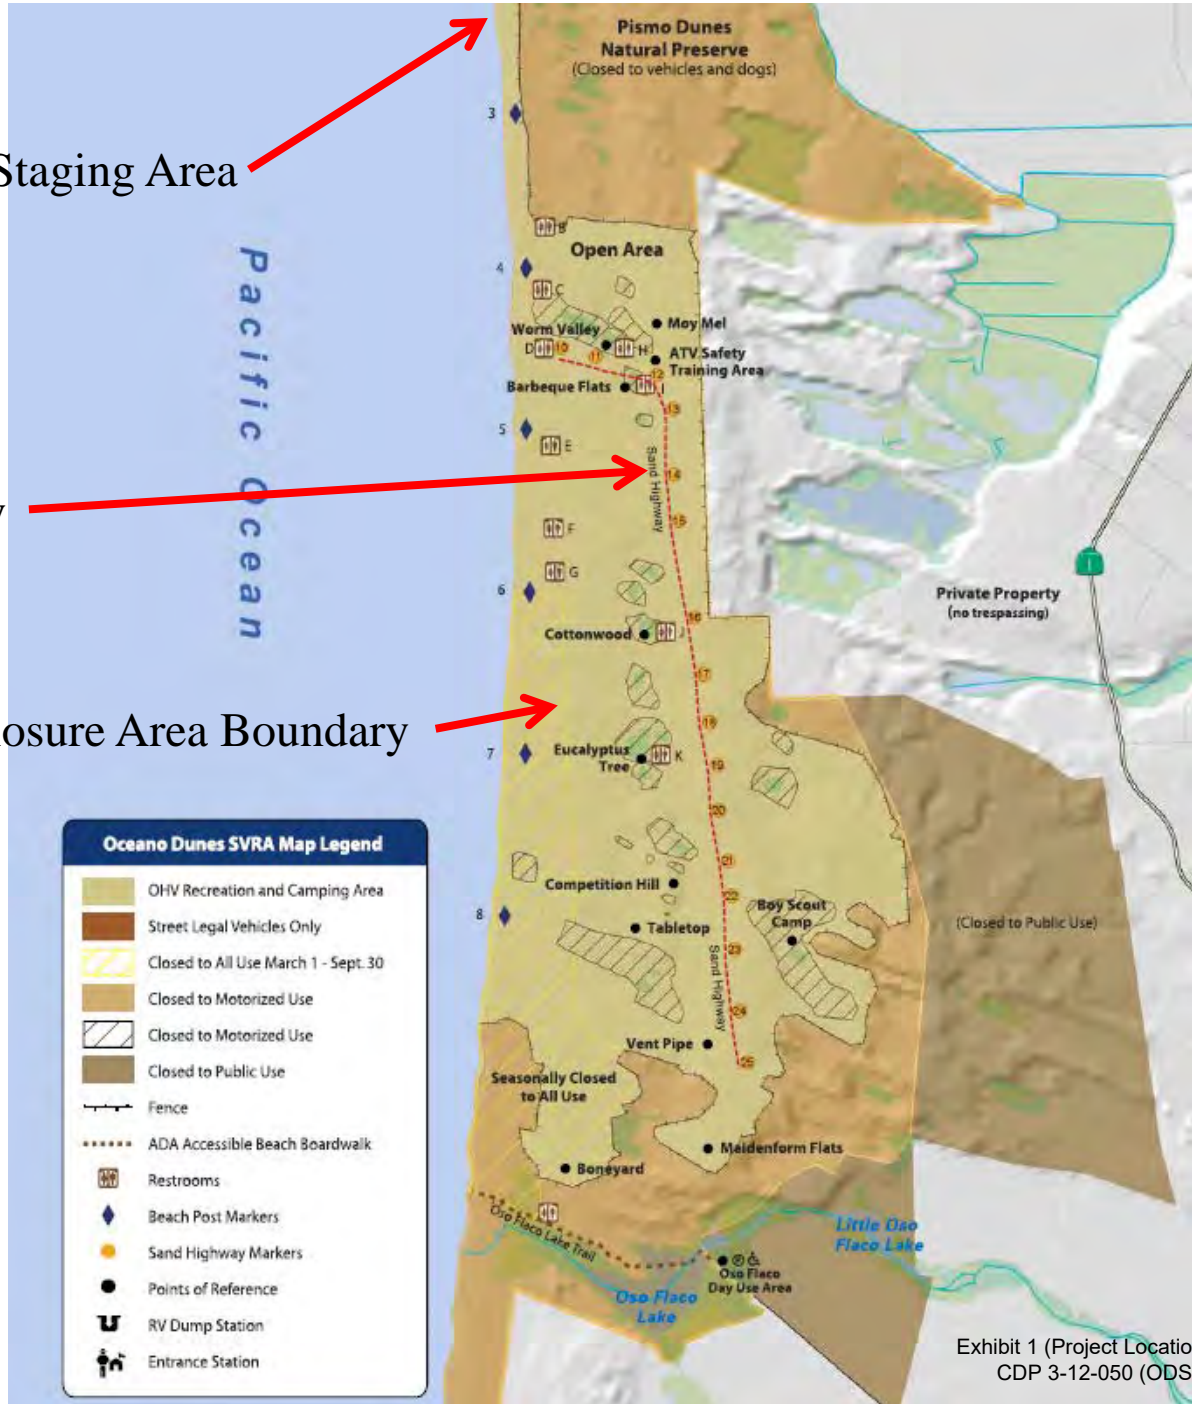 Pismo Dunes
Natural Preserve
(Closed to vehicles and dogs)
3
Staging Area
B
Open Area
4
C
Moy Mel
Worm Valley
D
10
11
H
ATV Safety
Training Area
12
Barbeque Flats
I
13
5
E
Sand Highway
14
15
F
Pacific Ocean
G
6
1
Private Property
(no trespassing)
16
Cottonwood
J
17
18
losure Area Boundary
7
Eucalyptus
Tree
K
19
20
21
Competition Hill
22
Boy Scout
Camp
8
Tabletop
(Closed to Public Use)
23
Sand Highway
24
Vent Pipe
25
Seasonally Closed
to All Use
Maidenform Flats
Boneyard
Oso Flaco Lake Trail
Little Oso
Flaco Lake
Oso Flaco
Day Use Area
Oso Flaco
Lake
Oceano Dunes SVRA Map Legend
OHV Recreation and Camping Area
Street Legal Vehicles Only
Closed to All Use March 1 - Sept. 30
Closed to Motorized Use
Closed to Motorized Use
Closed to Public Use
Fence
ADA Accessible Beach Boardwalk
Restrooms
Beach Post Markers
Sand Highway Markers
Points of Reference
RV Dump Station
Entrance Station
Exhibit 1 (Project Locatio
CDP 3-12-050 (ODS